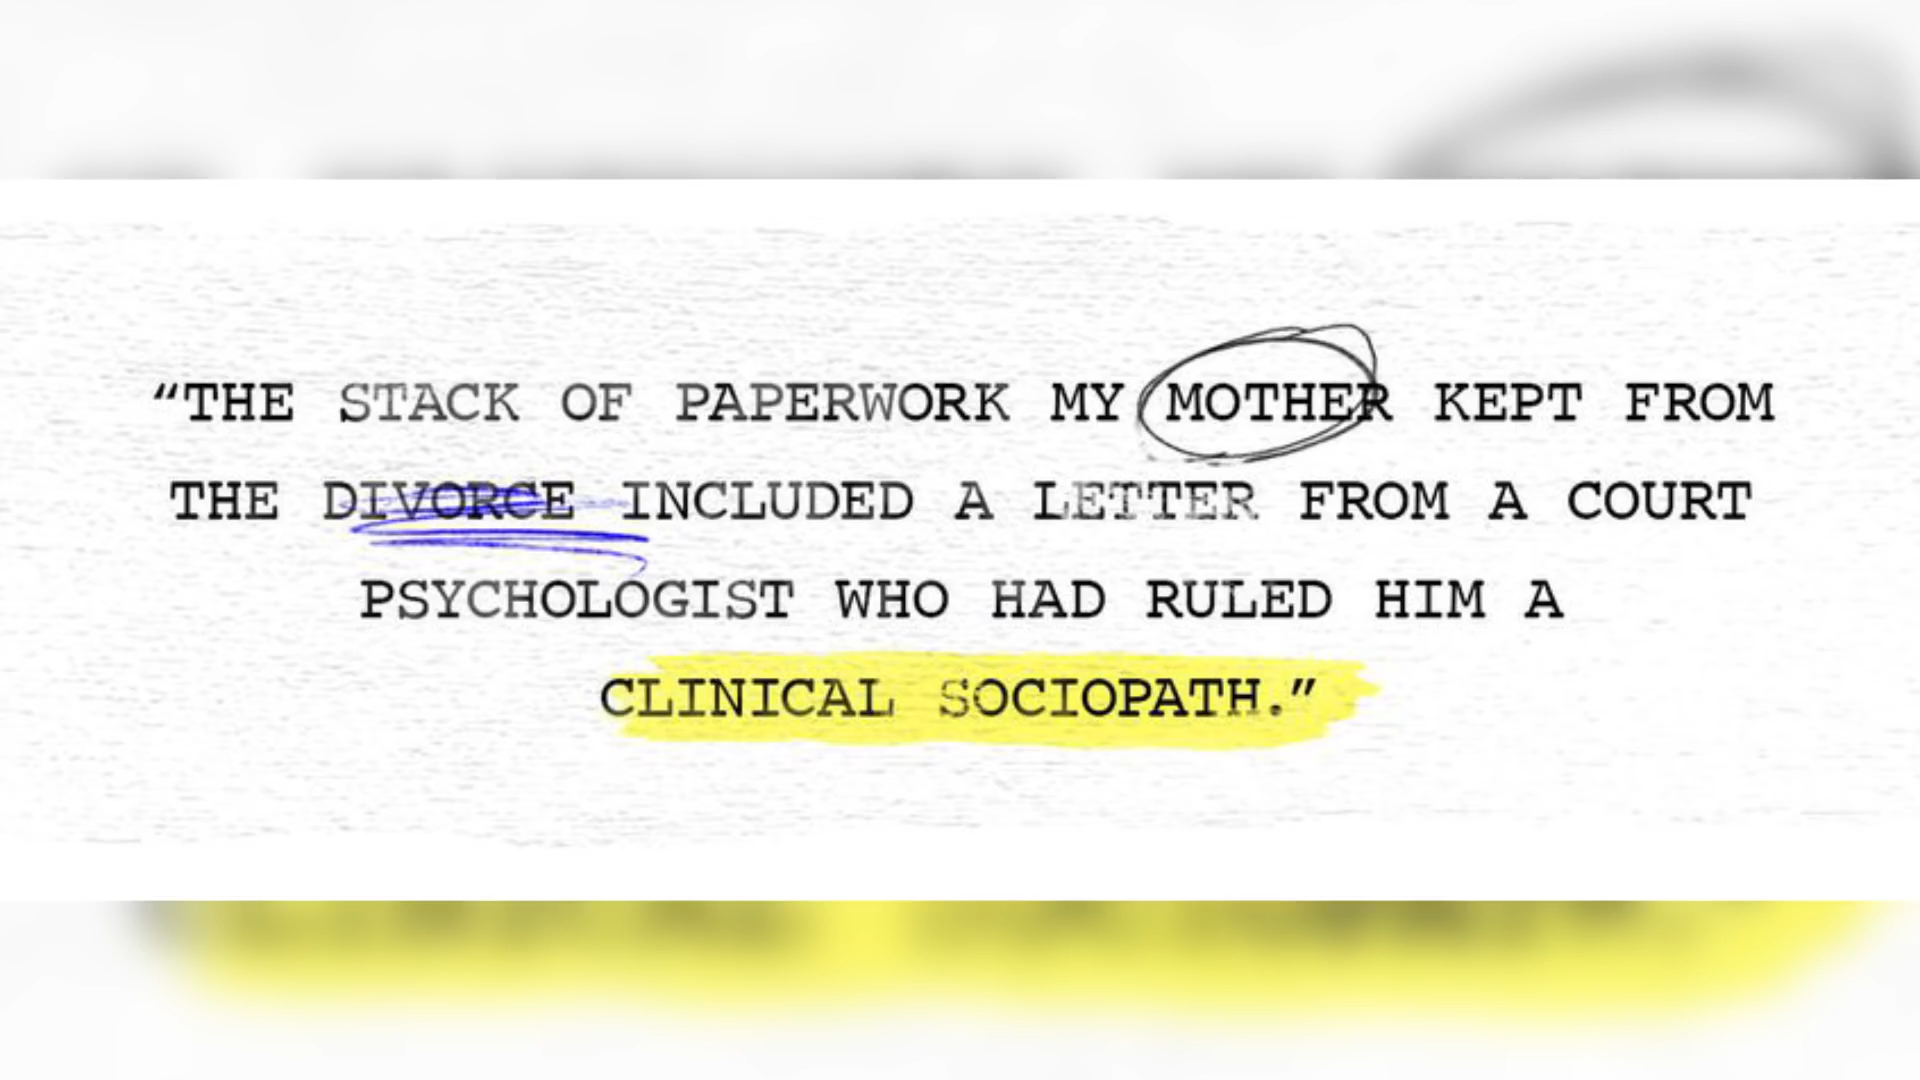 “THE STACK OF PAPERWORK MY MOTHER KEPT FROM
THE DIVORCE INCLUDED A LETTER FROM A COURT
PSYCHOLOGIST WHO HAD RULED HIM A
CLINICAL SOCIOPATH.”